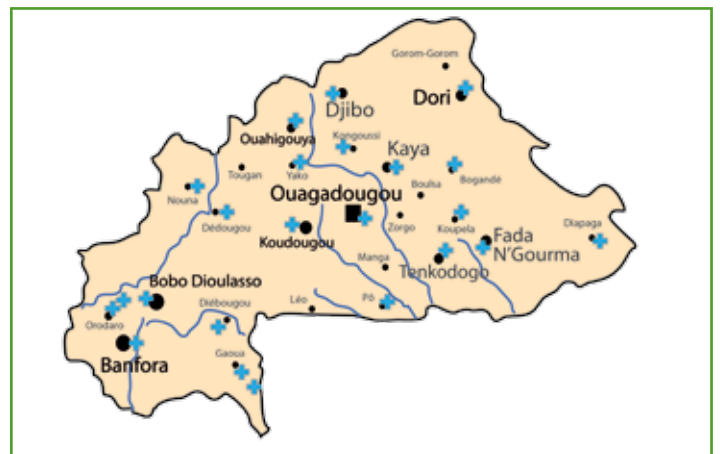 Gorom-Gorom
Dori
Djibo
Ouahigouya
Kongoussi
Kaya
Tougan
Yako
Bogandé
Boulsa
Nouna
Ouagadougou
Dédougou
Zorgo
Koupela
Diapaga
Koudougou
Fada
N'Gourma
Manga
Tenkodogo
Bobo Dioulasso
Diébougou
Léo
Pô
Orodaro
Banfora
Gaoua